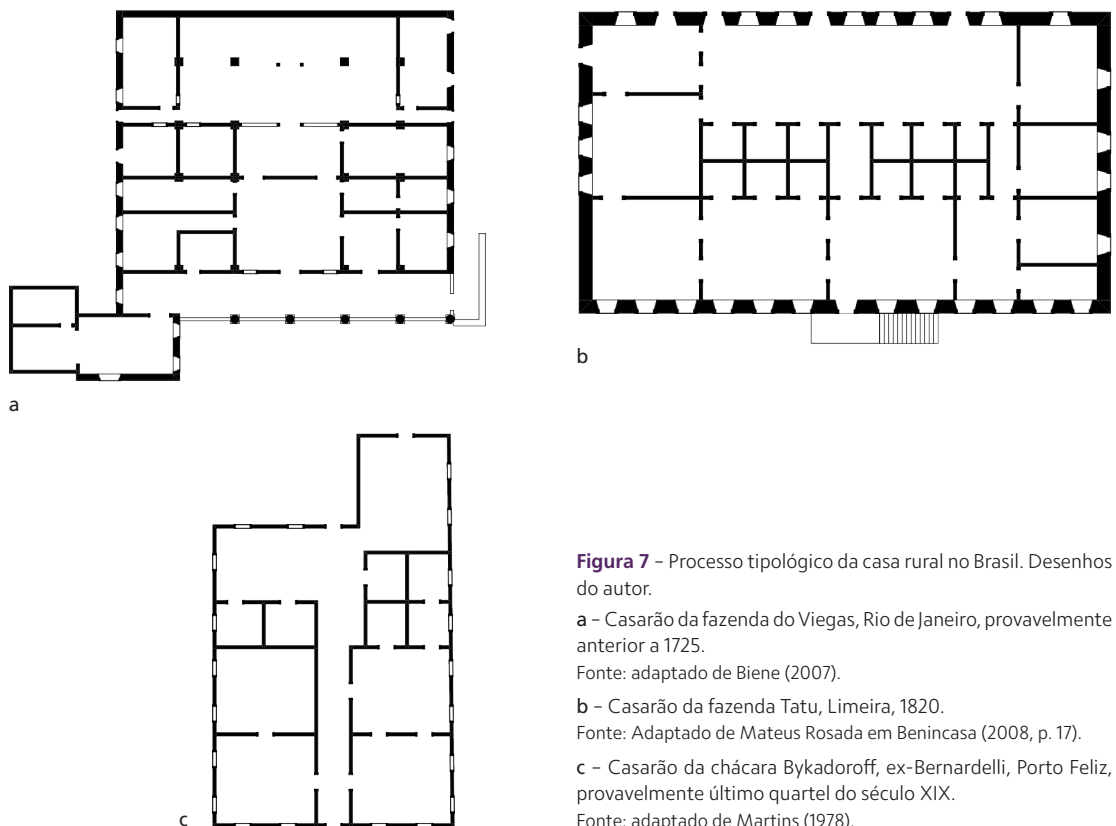 a
b
c
Figura 7 – Processo tipológico da casa rural no Brasil. Desenhos
do autor.
a – Casarão da fazenda do Viegas, Rio de Janeiro, provavelmente
anterior a 1725.
Fonte: adaptado de Biene (2007).
b – Casarão da fazenda Tatu, Limeira, 1820.
Fonte: Adaptado de Mateus Rosada em Benincasa (2008, p. 17).
c – Casarão da chácara Bykadoroff, ex-Bernardelli, Porto Feliz,
provavelmente último quartel do século XIX.
Fonte: adaptado de Martins (1978).